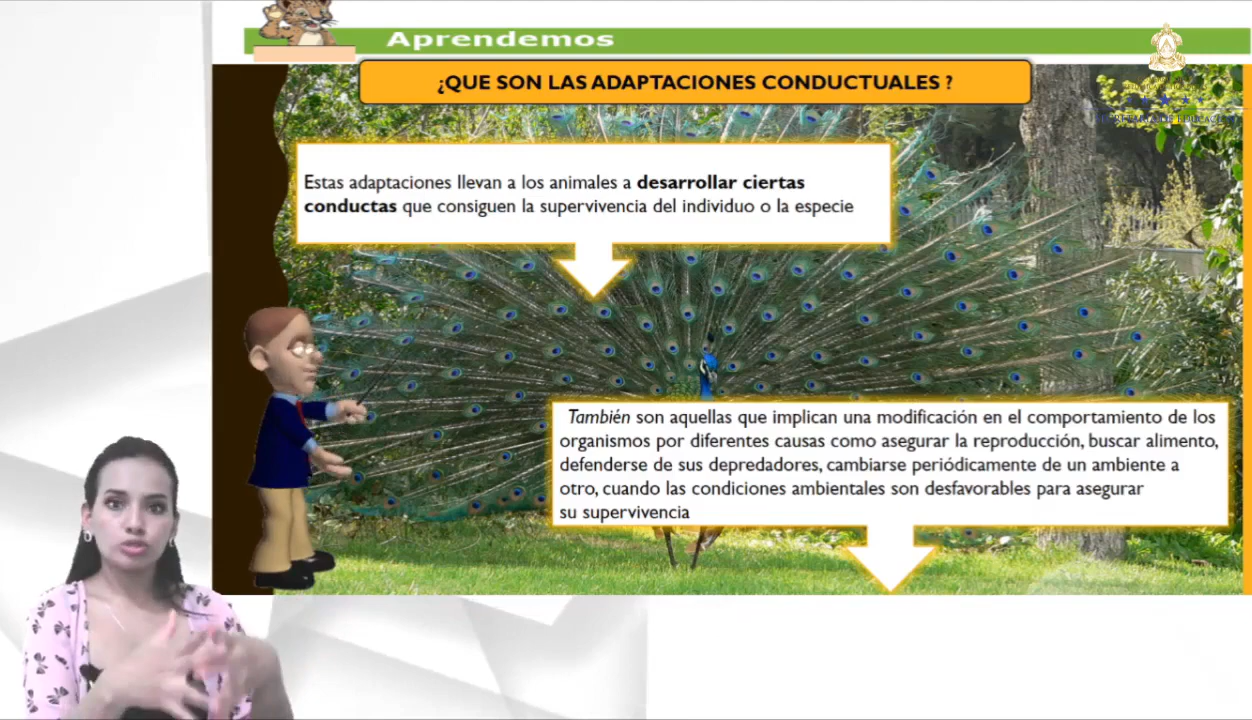 Aprendemos
¿QUE SON LAS ADAPTACIONES CONDUCTUALES ?
Estas adaptaciones llevan a los animales a desarrollar ciertas
conductas que consiguen la supervivencia del individuo o la especie
También son aquellas que implican una modificación en el comportamiento de los
organismos por diferentes causas como asegurar la reproducción, buscar alimento,
defenderse de sus depredadores, cambiarse periódicamente de un ambiente a
otro, cuando las condiciones ambientales son desfavorables para asegurar
su supervivencia